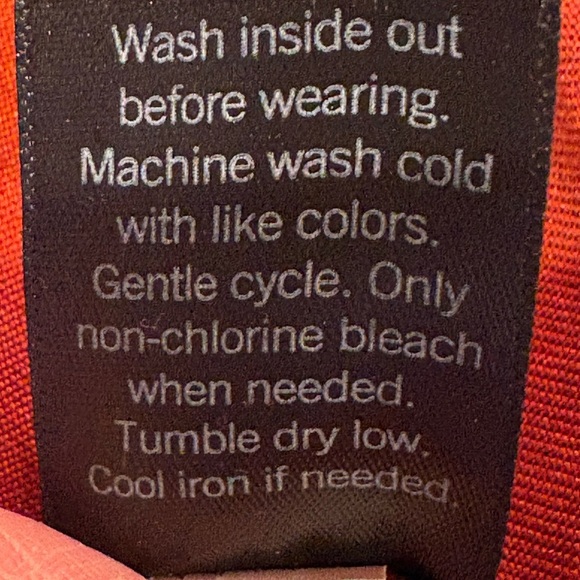 Wash inside out
before wearing.
Machine wash cold
with like colors.
Gentle cycle. Only
non-chlorine bleach
when needed.
Tumble dry low.
Cool iron if needed.